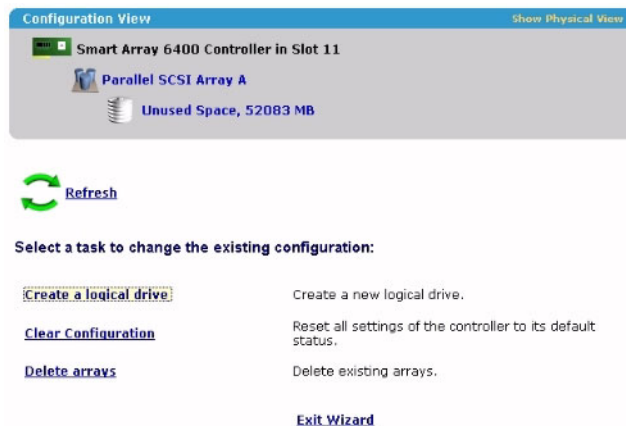 Configuration View
Show Physical View
Smart Array 6400 Controller in Slot 11
Parallel SCSI Array A
Unused Space, 52083 MB
Refresh
Select a task to change the existing configuration:
Create a logical drive
Create a new logical drive.
Clear Configuration
Reset all settings of the controller to its default
status.
Delete arrays
Delete existing arrays.
Exit Wizard